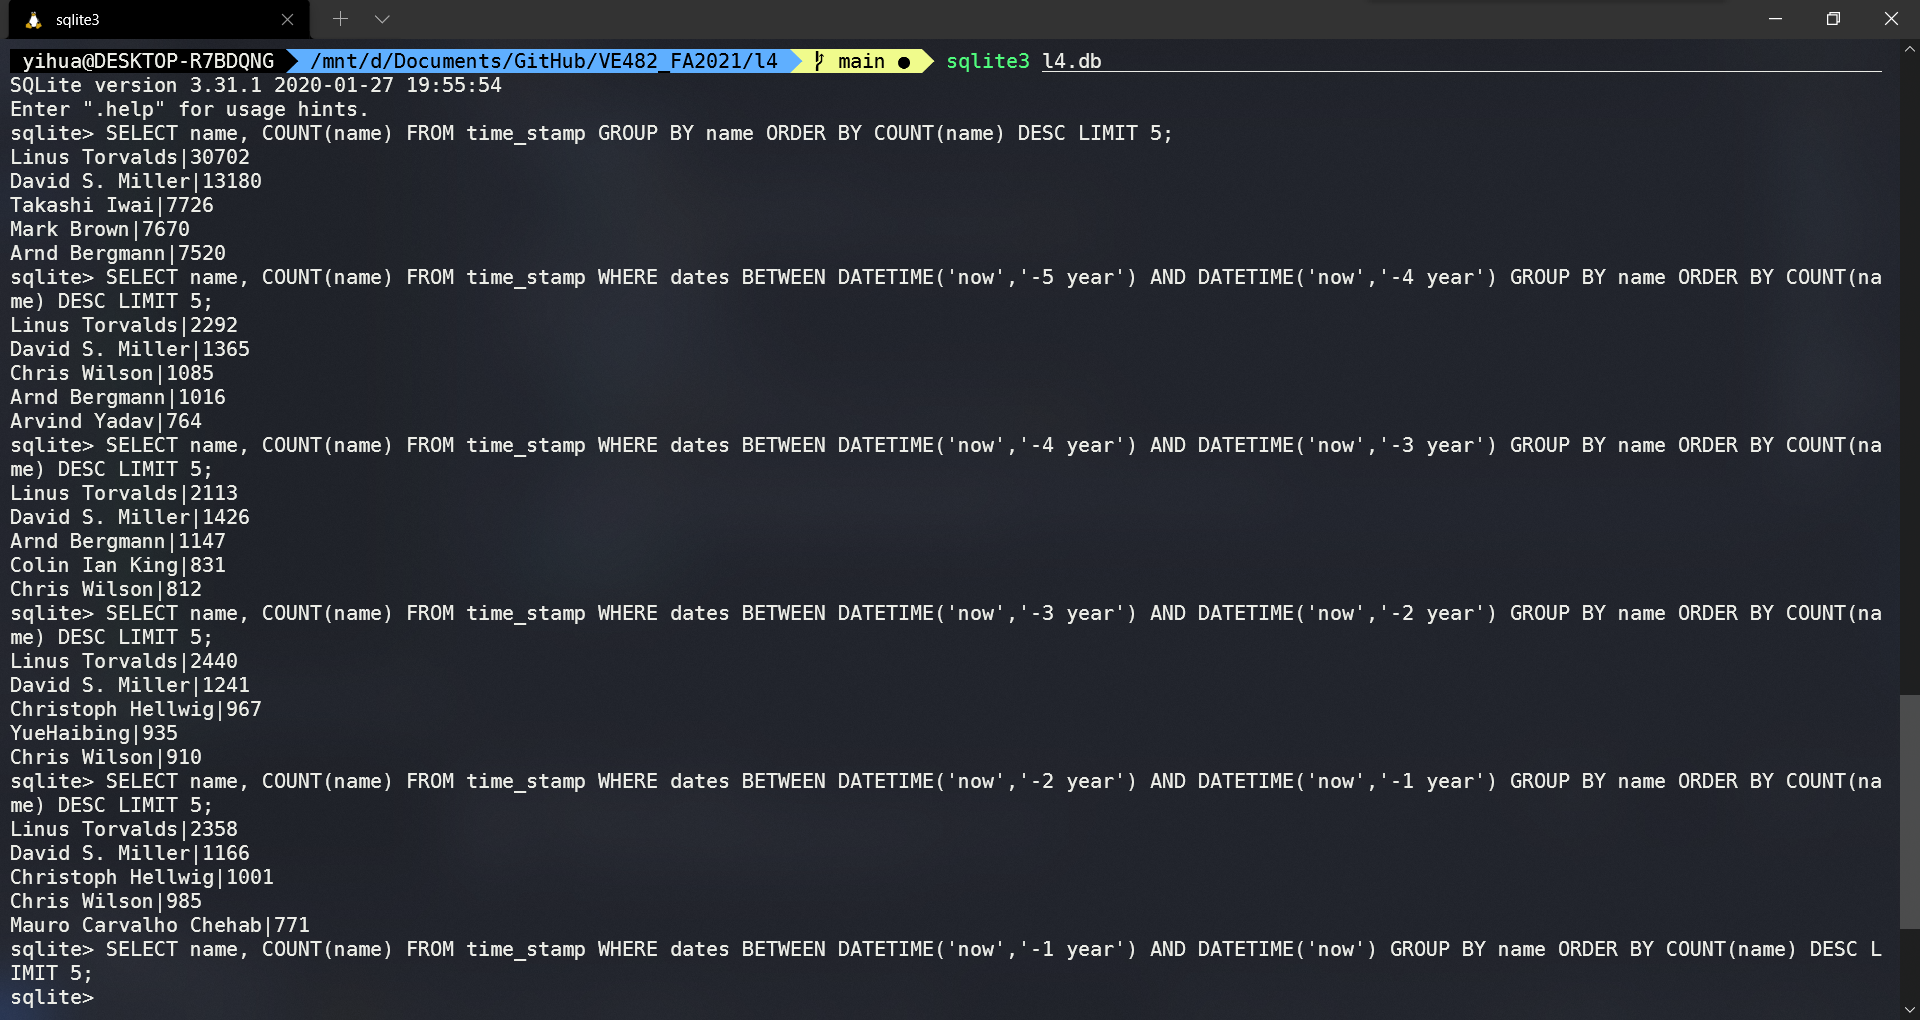 sqlite3
yihua@DESKTOP-R7BDQNG /mnt/d/Documents/GitHub/VE482_FA2021/l4 main ● sqlite3 l4.db
SQLite version 3.31.1 2020-01-27 19:55:54
Enter ".help" for usage hints.
sqlite> SELECT name, COUNT(name) FROM time_stamp GROUP BY name ORDER BY COUNT(name) DESC LIMIT 5;
Linus Torvalds|30702
David S. Miller|13180
Takashi Iwai|7726
Mark Brown|7670
Arnd Bergmann|7520
sqlite> SELECT name, COUNT(name) FROM time_stamp WHERE dates BETWEEN DATETIME('now','-5 year') AND DATETIME('now','-4 year') GROUP BY name ORDER BY COUNT(na
me) DESC LIMIT 5;
Linus Torvalds|2292
David S. Miller|1365
Chris Wilson|1085
Arnd Bergmann|1016
Arvind Yadav|764
sqlite> SELECT name, COUNT(name) FROM time_stamp WHERE dates BETWEEN DATETIME('now','-4 year') AND DATETIME('now','-3 year') GROUP BY name ORDER BY COUNT(na
me) DESC LIMIT 5;
Linus Torvalds|2113
David S. Miller|1426
Arnd Bergmann|1147
Colin Ian King|831
Chris Wilson|812
sqlite> SELECT name, COUNT(name) FROM time_stamp WHERE dates BETWEEN DATETIME('now','-3 year') AND DATETIME('now','-2 year') GROUP BY name ORDER BY COUNT(na
me) DESC LIMIT 5;
Linus Torvalds|2440
David S. Miller|1241
Christoph Hellwig|967
YueHaibing|935
Chris Wilson|910
sqlite> SELECT name, COUNT(name) FROM time_stamp WHERE dates BETWEEN DATETIME('now','-2 year') AND DATETIME('now','-1 year') GROUP BY name ORDER BY COUNT(na
me) DESC LIMIT 5;
Linus Torvalds|2358
David S. Miller|1166
Christoph Hellwig|1001
Chris Wilson|985
Mauro Carvalho Chehab|771
sqlite> SELECT name, COUNT(name) FROM time_stamp WHERE dates BETWEEN DATETIME('now','-1 year') AND DATETIME('now') GROUP BY name ORDER BY COUNT(name) DESC L
IMIT 5;
sqlite>